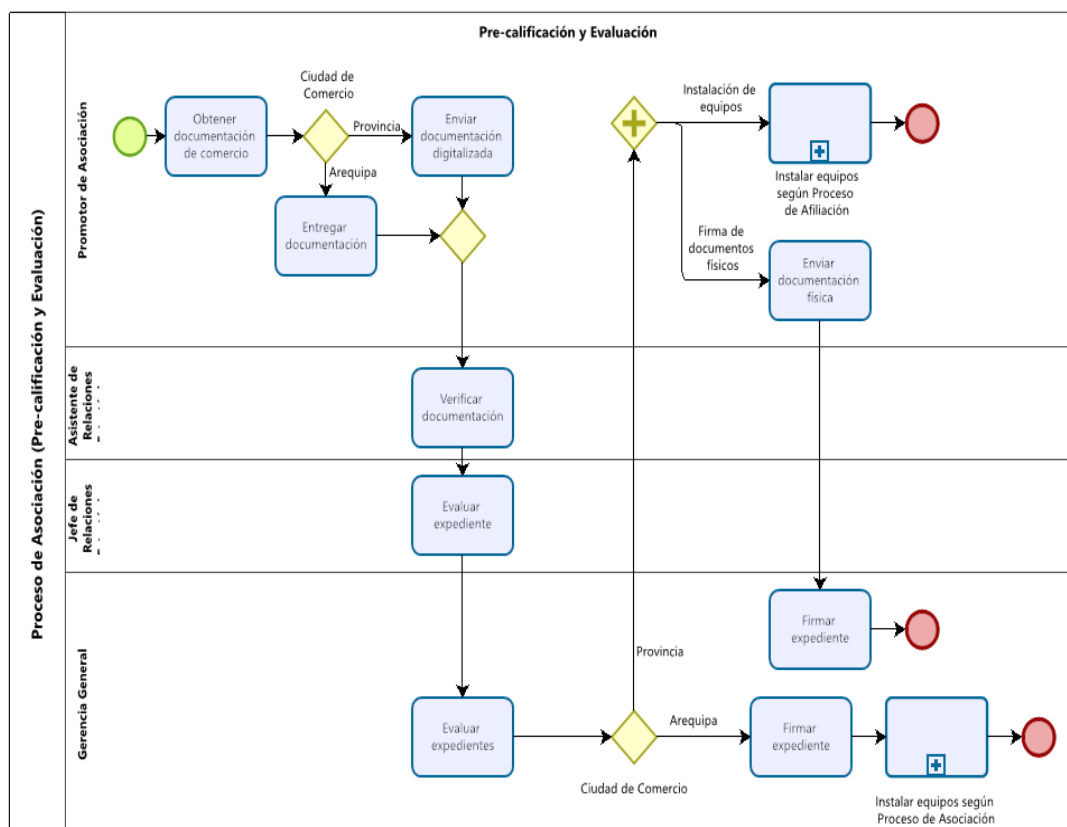 Pre-calificación y Evaluación
Proceso de Asociación (Pre-calificación y Evaluación)
Promotor de Asociación
Obtener
documentación
de comercio
Ciudad de
Comercio
Provincia
Enviar
documentación
digitalizada
Arequipa
Entregar
documentación
Instalación de
equipos
Instalar equipos
según Proceso
de Afiliación
Firma de
documentos
físicos
Enviar
documentación
física
Asistente de
Relaciones
Verificar
documentación
Jefe de
Relaciones
Evaluar
expediente
Gerencia General
Firmar
expediente
Provincia
Evaluar
expedientes
Ciudad de Comercio
Arequipa
Firmar
expediente
Instalar equipos según
Proceso de Asociación